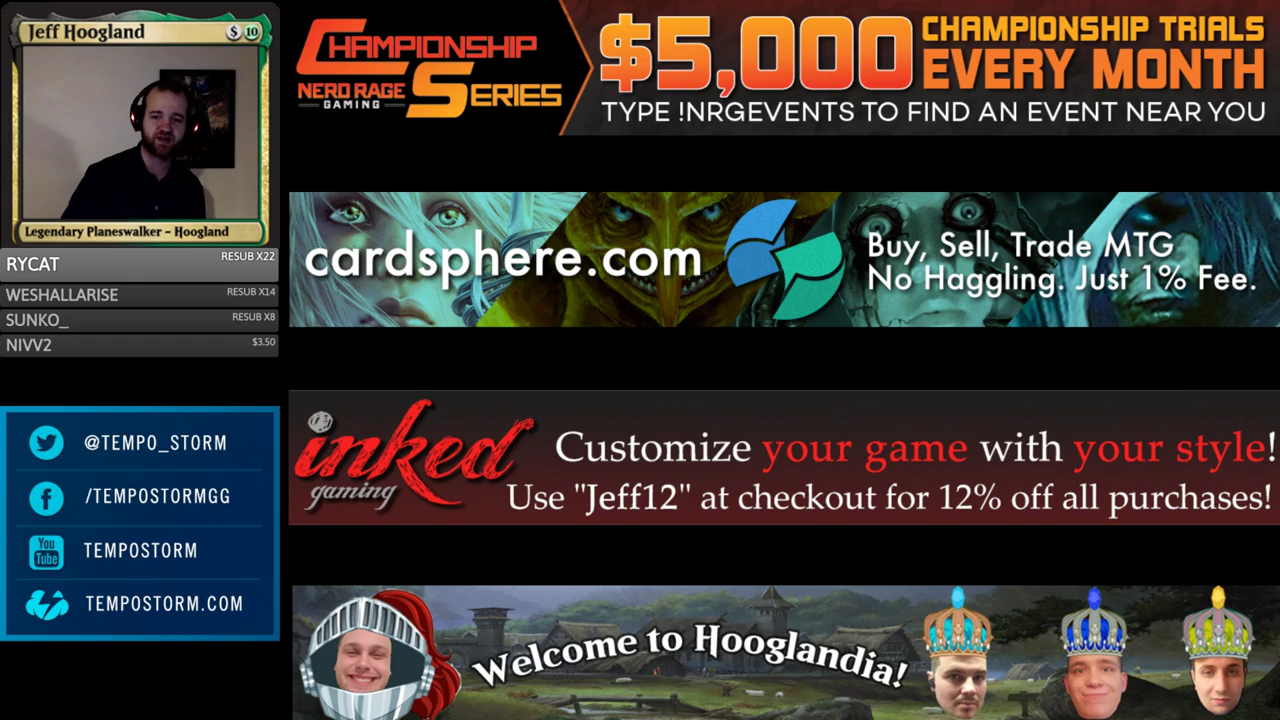 Jeff Hoogland
$ 10
Legendary Planeswalker – Hoogland
RYCAT RESUB X22
WESHALLARISE RESUB X14
SUNKO_ RESUB X8
NIVV2 $3.50
@TEMPO_STORM
/TEMPOSTORMGG
You
Tube
TEMPOSTORM
TEMPOSTORM.COM
CHAMPIONSHIP
NERD RAGE
GAMING
SERIES
$5,000
CHAMPIONSHIP TRIALS
EVERY MONTH
TYPE !NRGEVENTS TO FIND AN EVENT NEAR YOU
cardsphere.com
Buy, Sell, Trade MTG
No Haggling. Just 1% Fee.
inked
gaming
Customize your game with your style!
Use "Jeff12" at checkout for 12% off all purchases!
Welcome to Hooglandia!